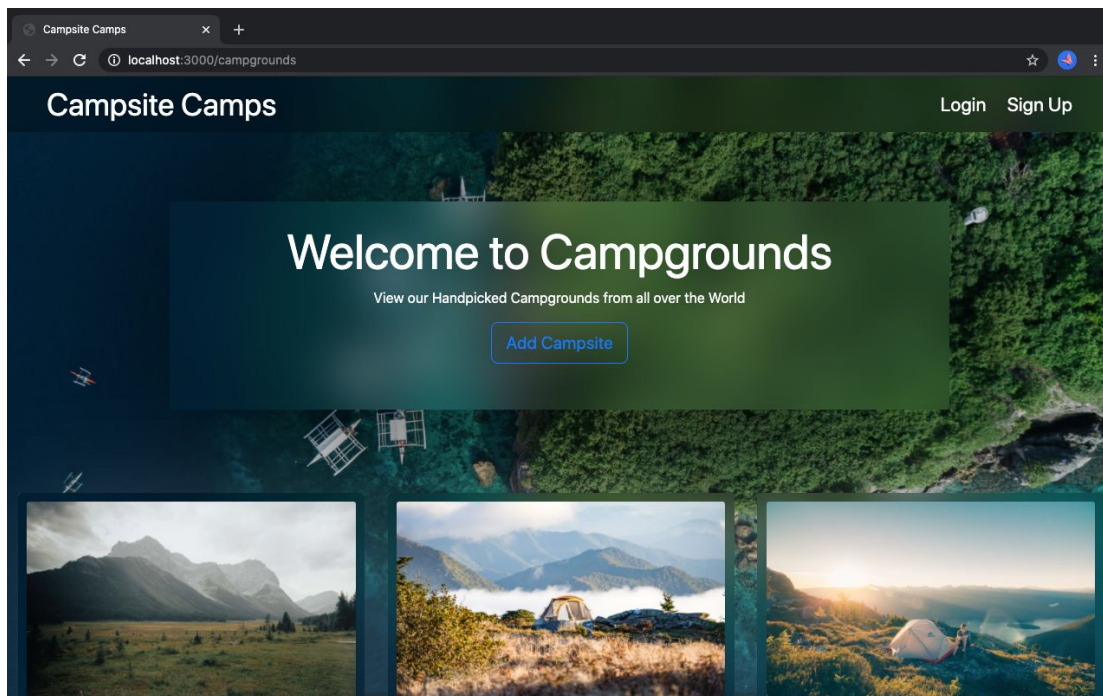 Campsite Camps
localhost:3000/campgrounds
Campsite Camps
Login Sign Up
Welcome to Campgrounds
View our Handpicked Campgrounds from all over the World
Add Campsite